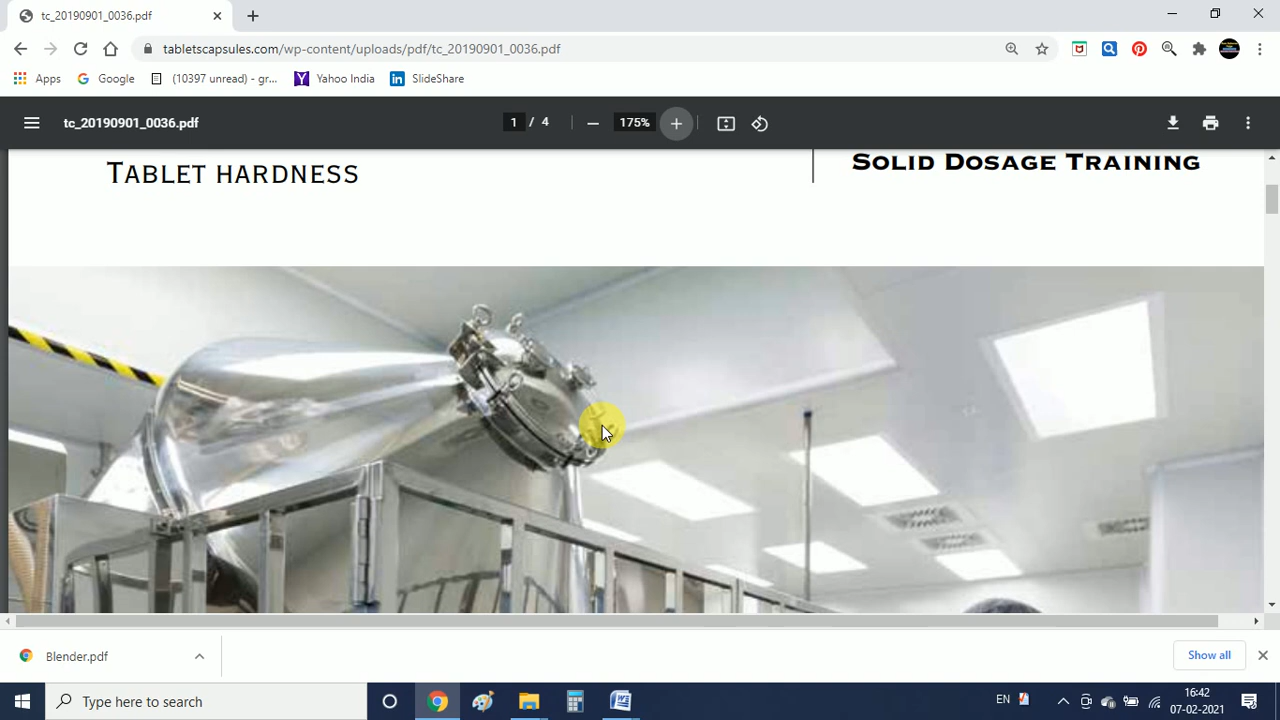 tc_20190901_0036.pdf
tabletscapsules.com/wp-content/uploads/pdf/tc_20190901_0036.pdf
Apps
Google
(10397 unread) - gr...
Yahoo India
SlideShare
tc_20190901_0036.pdf
1 / 4
175%
TABLET HARDNESS
SOLID DOSAGE TRAINING
Blender.pdf
Show all
Type here to search
EN
16:42
07-02-2021